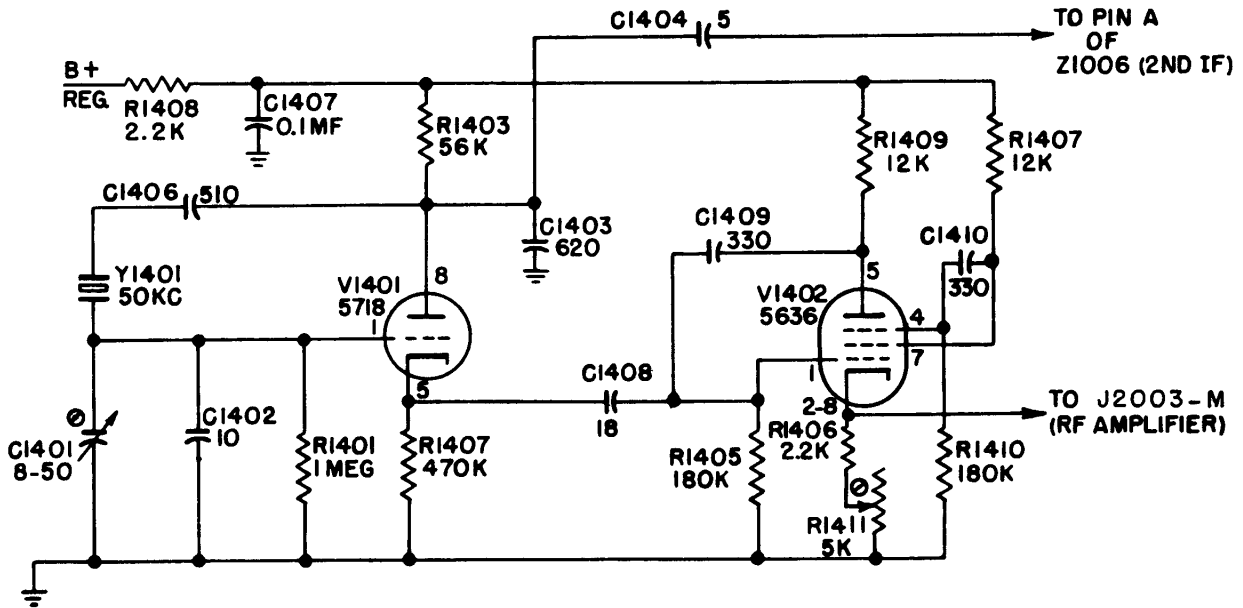 C1404 5
TO PIN A
OF
Z1006 (2ND IF)
B+
REG.
R1408
2.2K
C1407
0.1MF
R1403
56K
R1409
12K
R1407
12K
C1406 510
C1403
620
C1409
330
C1410
330
Y1401
50KC
V1401
5718
8
1
5
V1402
5636
5
4
7
1
2-8
C1408
18
TO J2003-M
(RF AMPLIFIER)
C1401
8-50
C1402
10
R1401
1MEG
R1407
470K
R1405
180K
R1406
2.2K
R1411
5K
R1410
180K